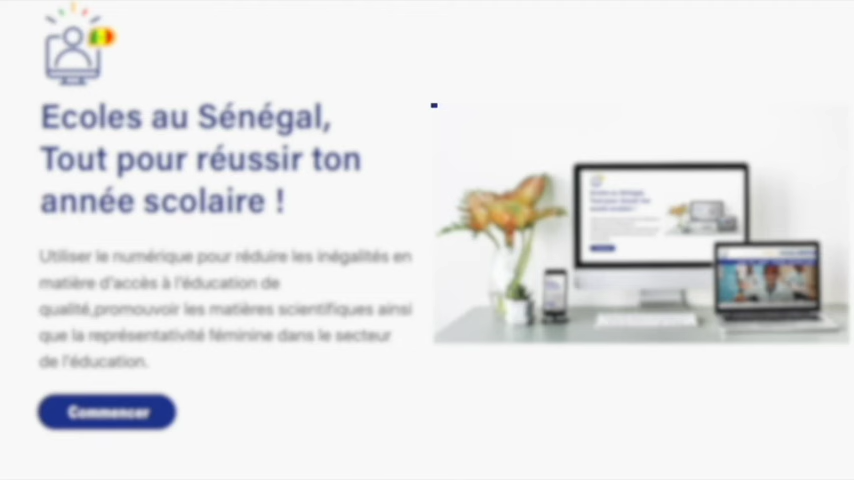 Ecoles au Sénégal,
Tout pour réussir ton
année scolaire !
Utiliser le numérique pour réduire les inégalités en
matière d'accès à l'éducation de
qualité,promouvoir les matières scientifiques ainsi
que la représentativité féminine dans le secteur
de l'éducation.
Commencer